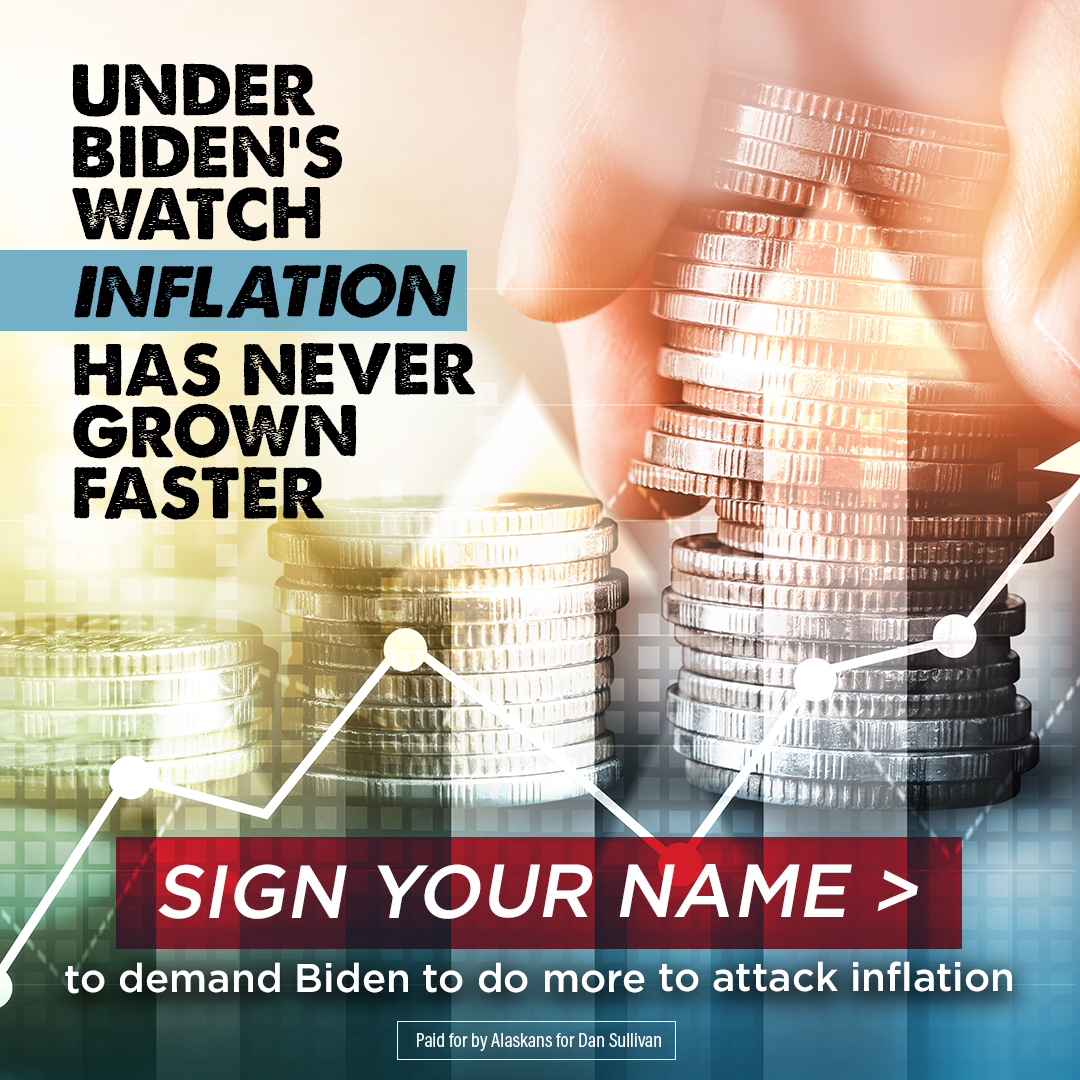 UNDER
BIDEN'S
WATCH
INFLATION
HAS NEVER
GROWN
FASTER
SIGN YOUR NAME >
to demand Biden to do more to attack inflation
Paid for by Alaskans for Dan Sullivan